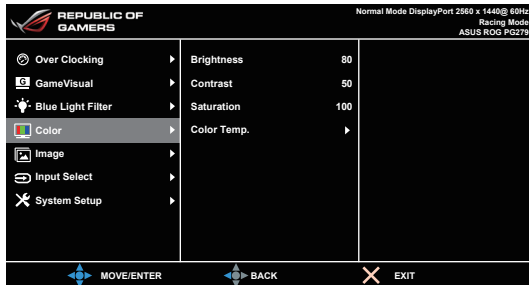 REPUBLIC OF
GAMERS
Normal Mode DisplayPort 2560 x 1440@ 60Hz
Racing Mode
ASUS ROG PG279
Over Clocking
G GameVisual
Blue Light Filter
Color
Image
Input Select
System Setup
Brightness 80
Contrast 50
Saturation 100
Color Temp.
MOVE/ENTER BACK EXIT